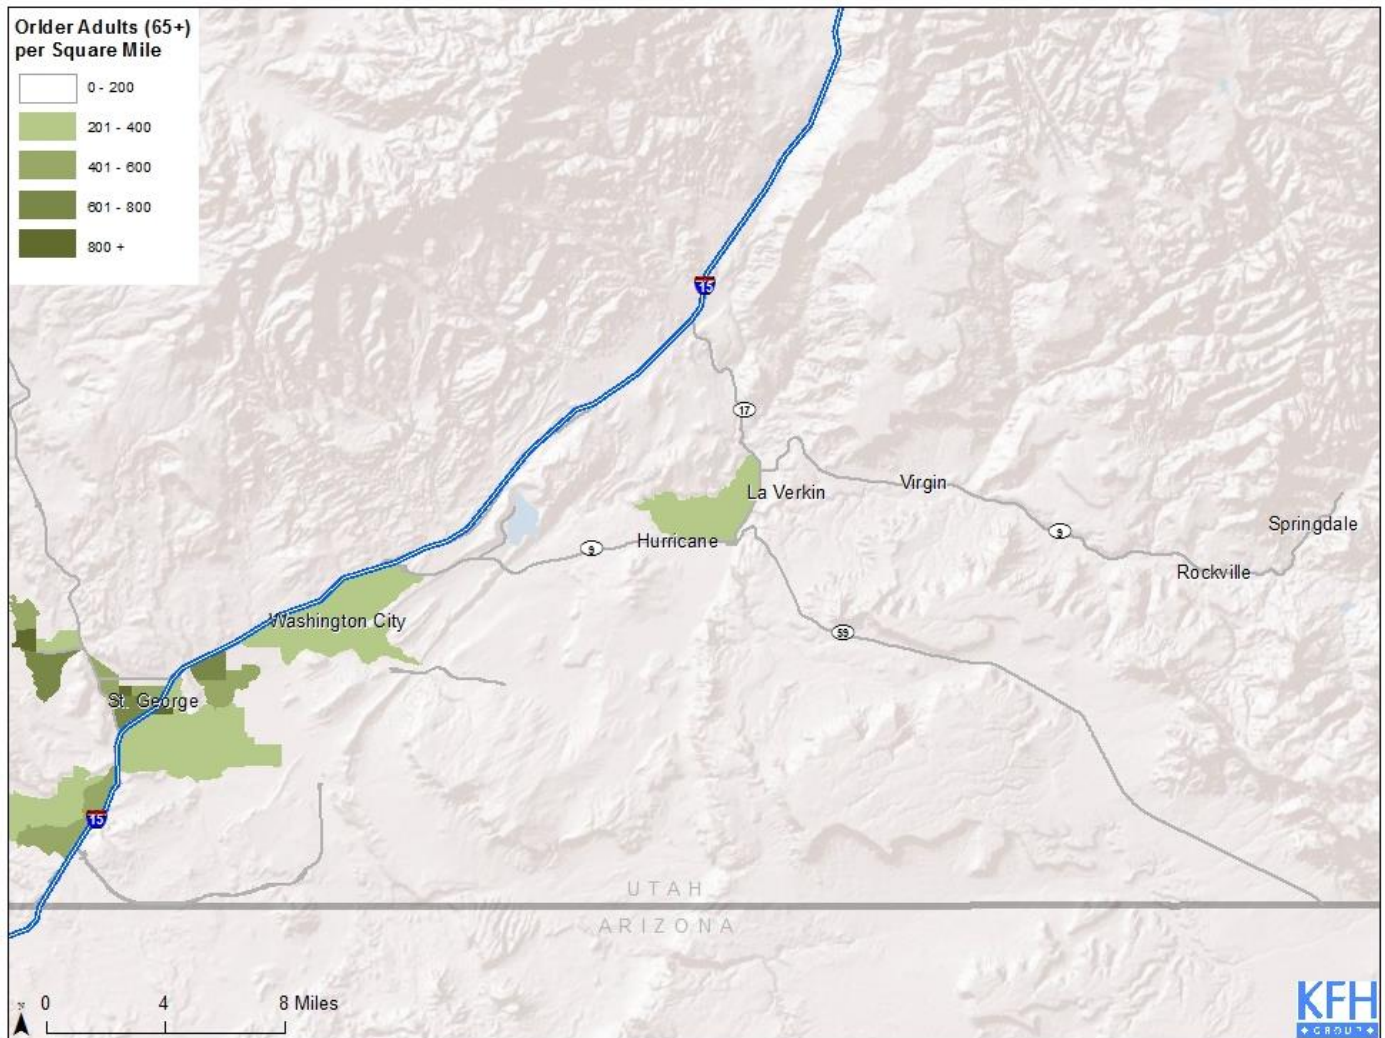 Orlder Adults (65+)
per Square Mile
0 - 200
201 - 400
401 - 600
601 - 800
800 +
15
17
La Verkin
Virgin
9
Springdale
Hurricane
9
Rockville
Washington City
59
St. George
15
UTAH
ARIZONA
N
0 4 8 Miles
KFH
GROUP